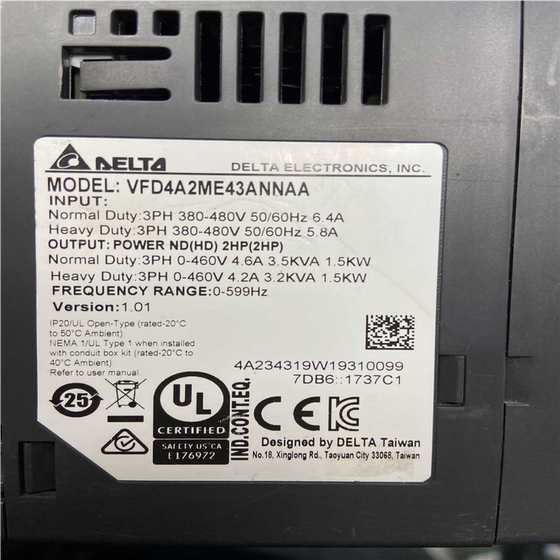 DELTA
DELTA ELECTRONICS, INC.
MODEL: VFD4A2ME43ANNAA
INPUT:
Normal Duty:3PH 380-480V 50/60Hz 6.4A
Heavy Duty:3PH 380-480V 50/60Hz 5.8A
OUTPUT: POWER ND(HD) 2HP(2HP)
Normal Duty:3PH 0-460V 4.6A 3.5KVA 1.5KW
Heavy Duty:3PH 0-460V 4.2A 3.2KVA 1.5KW
FREQUENCY RANGE:0-599Hz
Version:1.01
IP20/UL Open-Type (rated-20°C
to 50°C Ambient)
NEMA 1/UL Type 1 when installed
with conduit box kit (rated-20°C to
40°C Ambient).
Refer to user manual
4A234319W19310099
7DB6::1737C1
25
UL
CERTIFIED
SAFETY US CA
E176972
IND.CONT.EQ.
CE
Designed by DELTA Taiwan
No.18, Xinglong Rd., Taoyuan City 33068, Taiwan